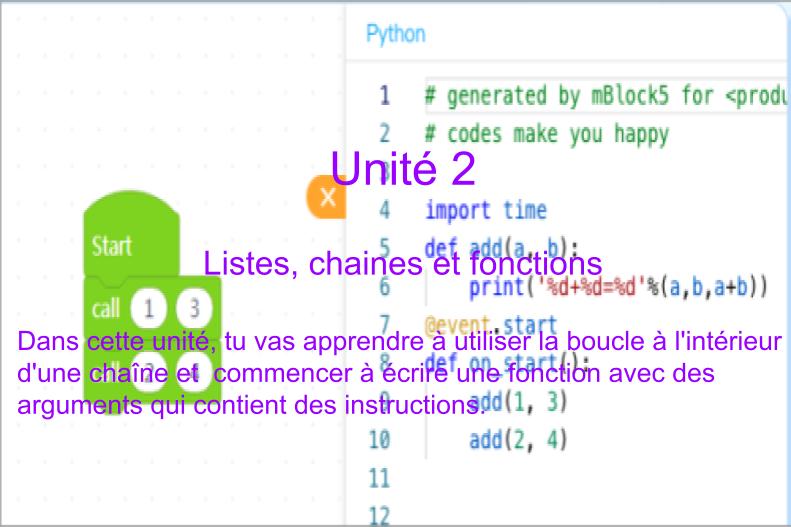 Python
1 # generated by mBlock5 for <produ
2 # codes make you happy
Unité 2
3
4 import time
5 def add(a, b):
Listes, chaines et fonctions
6 print('%d+%d=%d'%(a,b,a+b))
7 @event.start
8 def on_start():
9 add(1, 3)
10 add(2, 4)
11
12
X
Start
call 1 3
call 2 4
Dans cette unité, tu vas apprendre à utiliser la boucle à l'intérieur
d'une chaîne et commencer à écrire une fonction avec des
arguments qui contient des instructions.